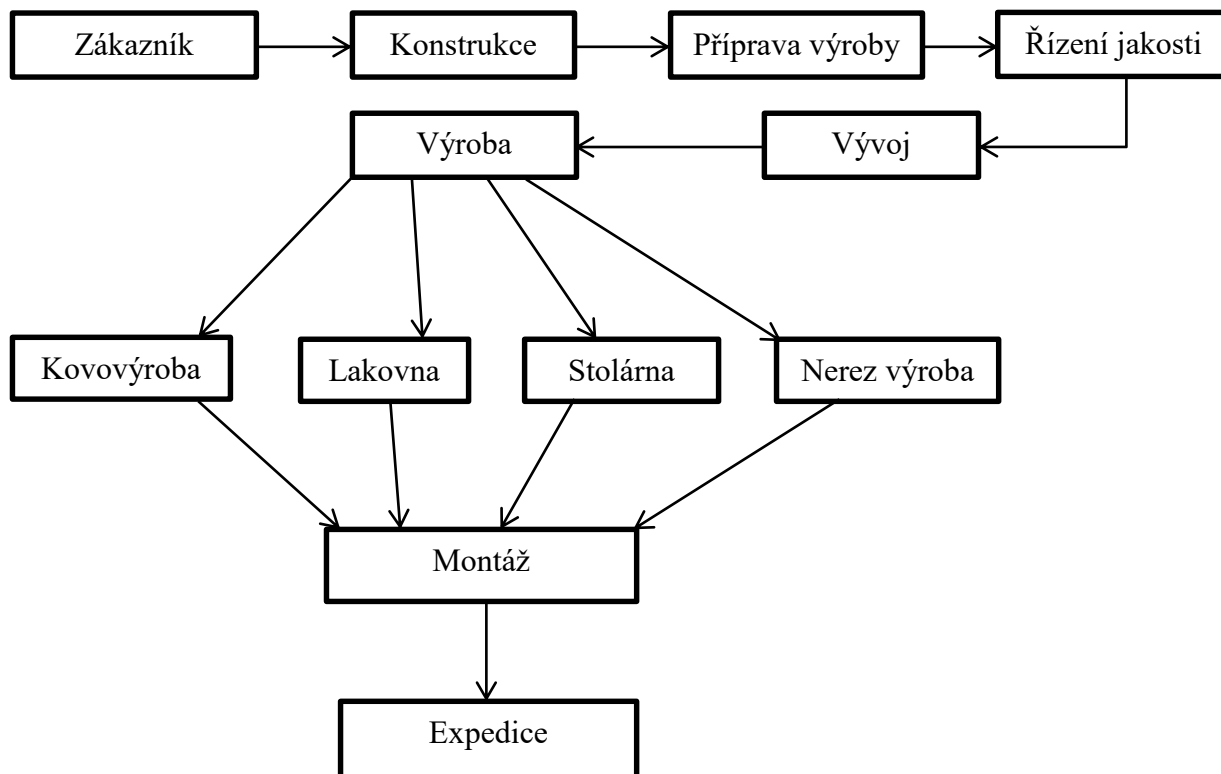 Zákazník
Konstrukce
Příprava výroby
Řízení jakosti
Výroba
Vývoj
Kovovýroba
Lakovna
Stolárna
Nerez výroba
Montáž
Expedice